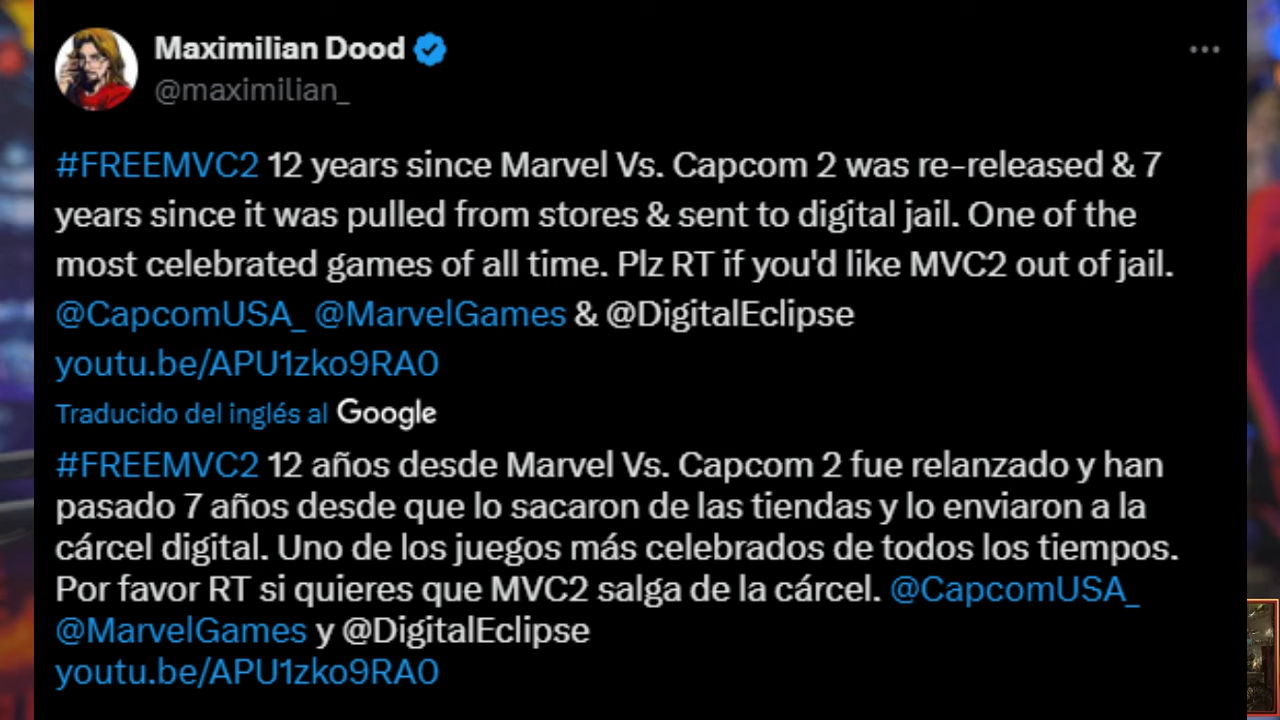 Maximilian Dood
@maximilian_
#FREEMVC2 12 years since Marvel Vs. Capcom 2 was re-released & 7
years since it was pulled from stores & sent to digital jail. One of the
most celebrated games of all time. Plz RT if you'd like MVC2 out of jail.
@CapcomUSA_ @MarvelGames & @DigitalEclipse
youtu.be/APU1zko9RA0
Traducido del inglés al Google
#FREEMVC2 12 años desde Marvel Vs. Capcom 2 fue relanzado y han
pasado 7 años desde que lo sacaron de las tiendas y lo enviaron a la
cárcel digital. Uno de los juegos más celebrados de todos los tiempos.
Por favor RT si quieres que MVC2 salga de la cárcel. @CapcomUSA_
@MarvelGames y @DigitalEclipse
youtu.be/APU1zko9RA0